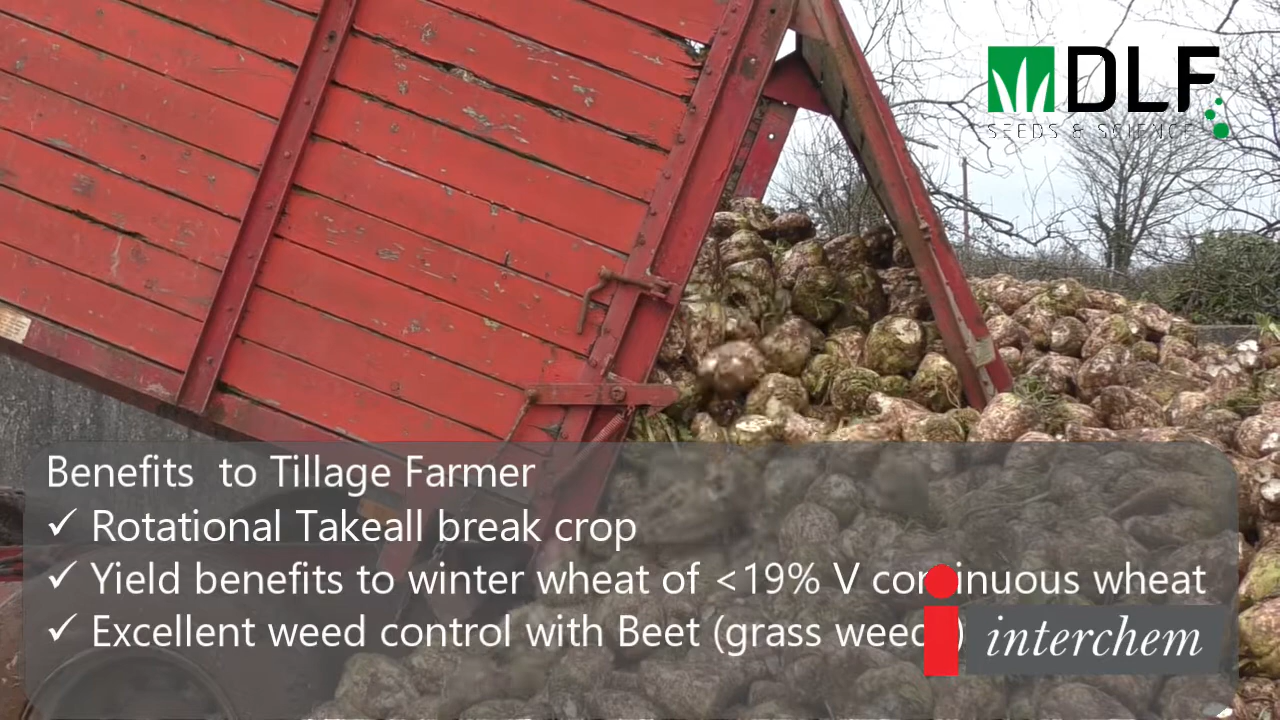 DLF
SEEDS & SCIENCE
Benefits to Tillage Farmer
✓ Rotational Takeall break crop
✓ Yield benefits to winter wheat of <19% V continuous wheat
✓ Excellent weed control with Beet (grass weeds)
interchem